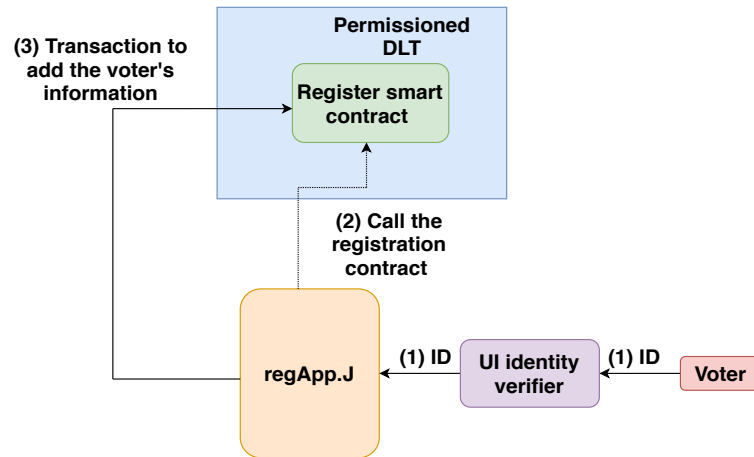 Permissioned
DLT
(3) Transaction to
add the voter's
information
Register smart
contract
(2) Call the
registration
contract
regApp.J
(1) ID
UI identity
verifier
(1) ID
Voter